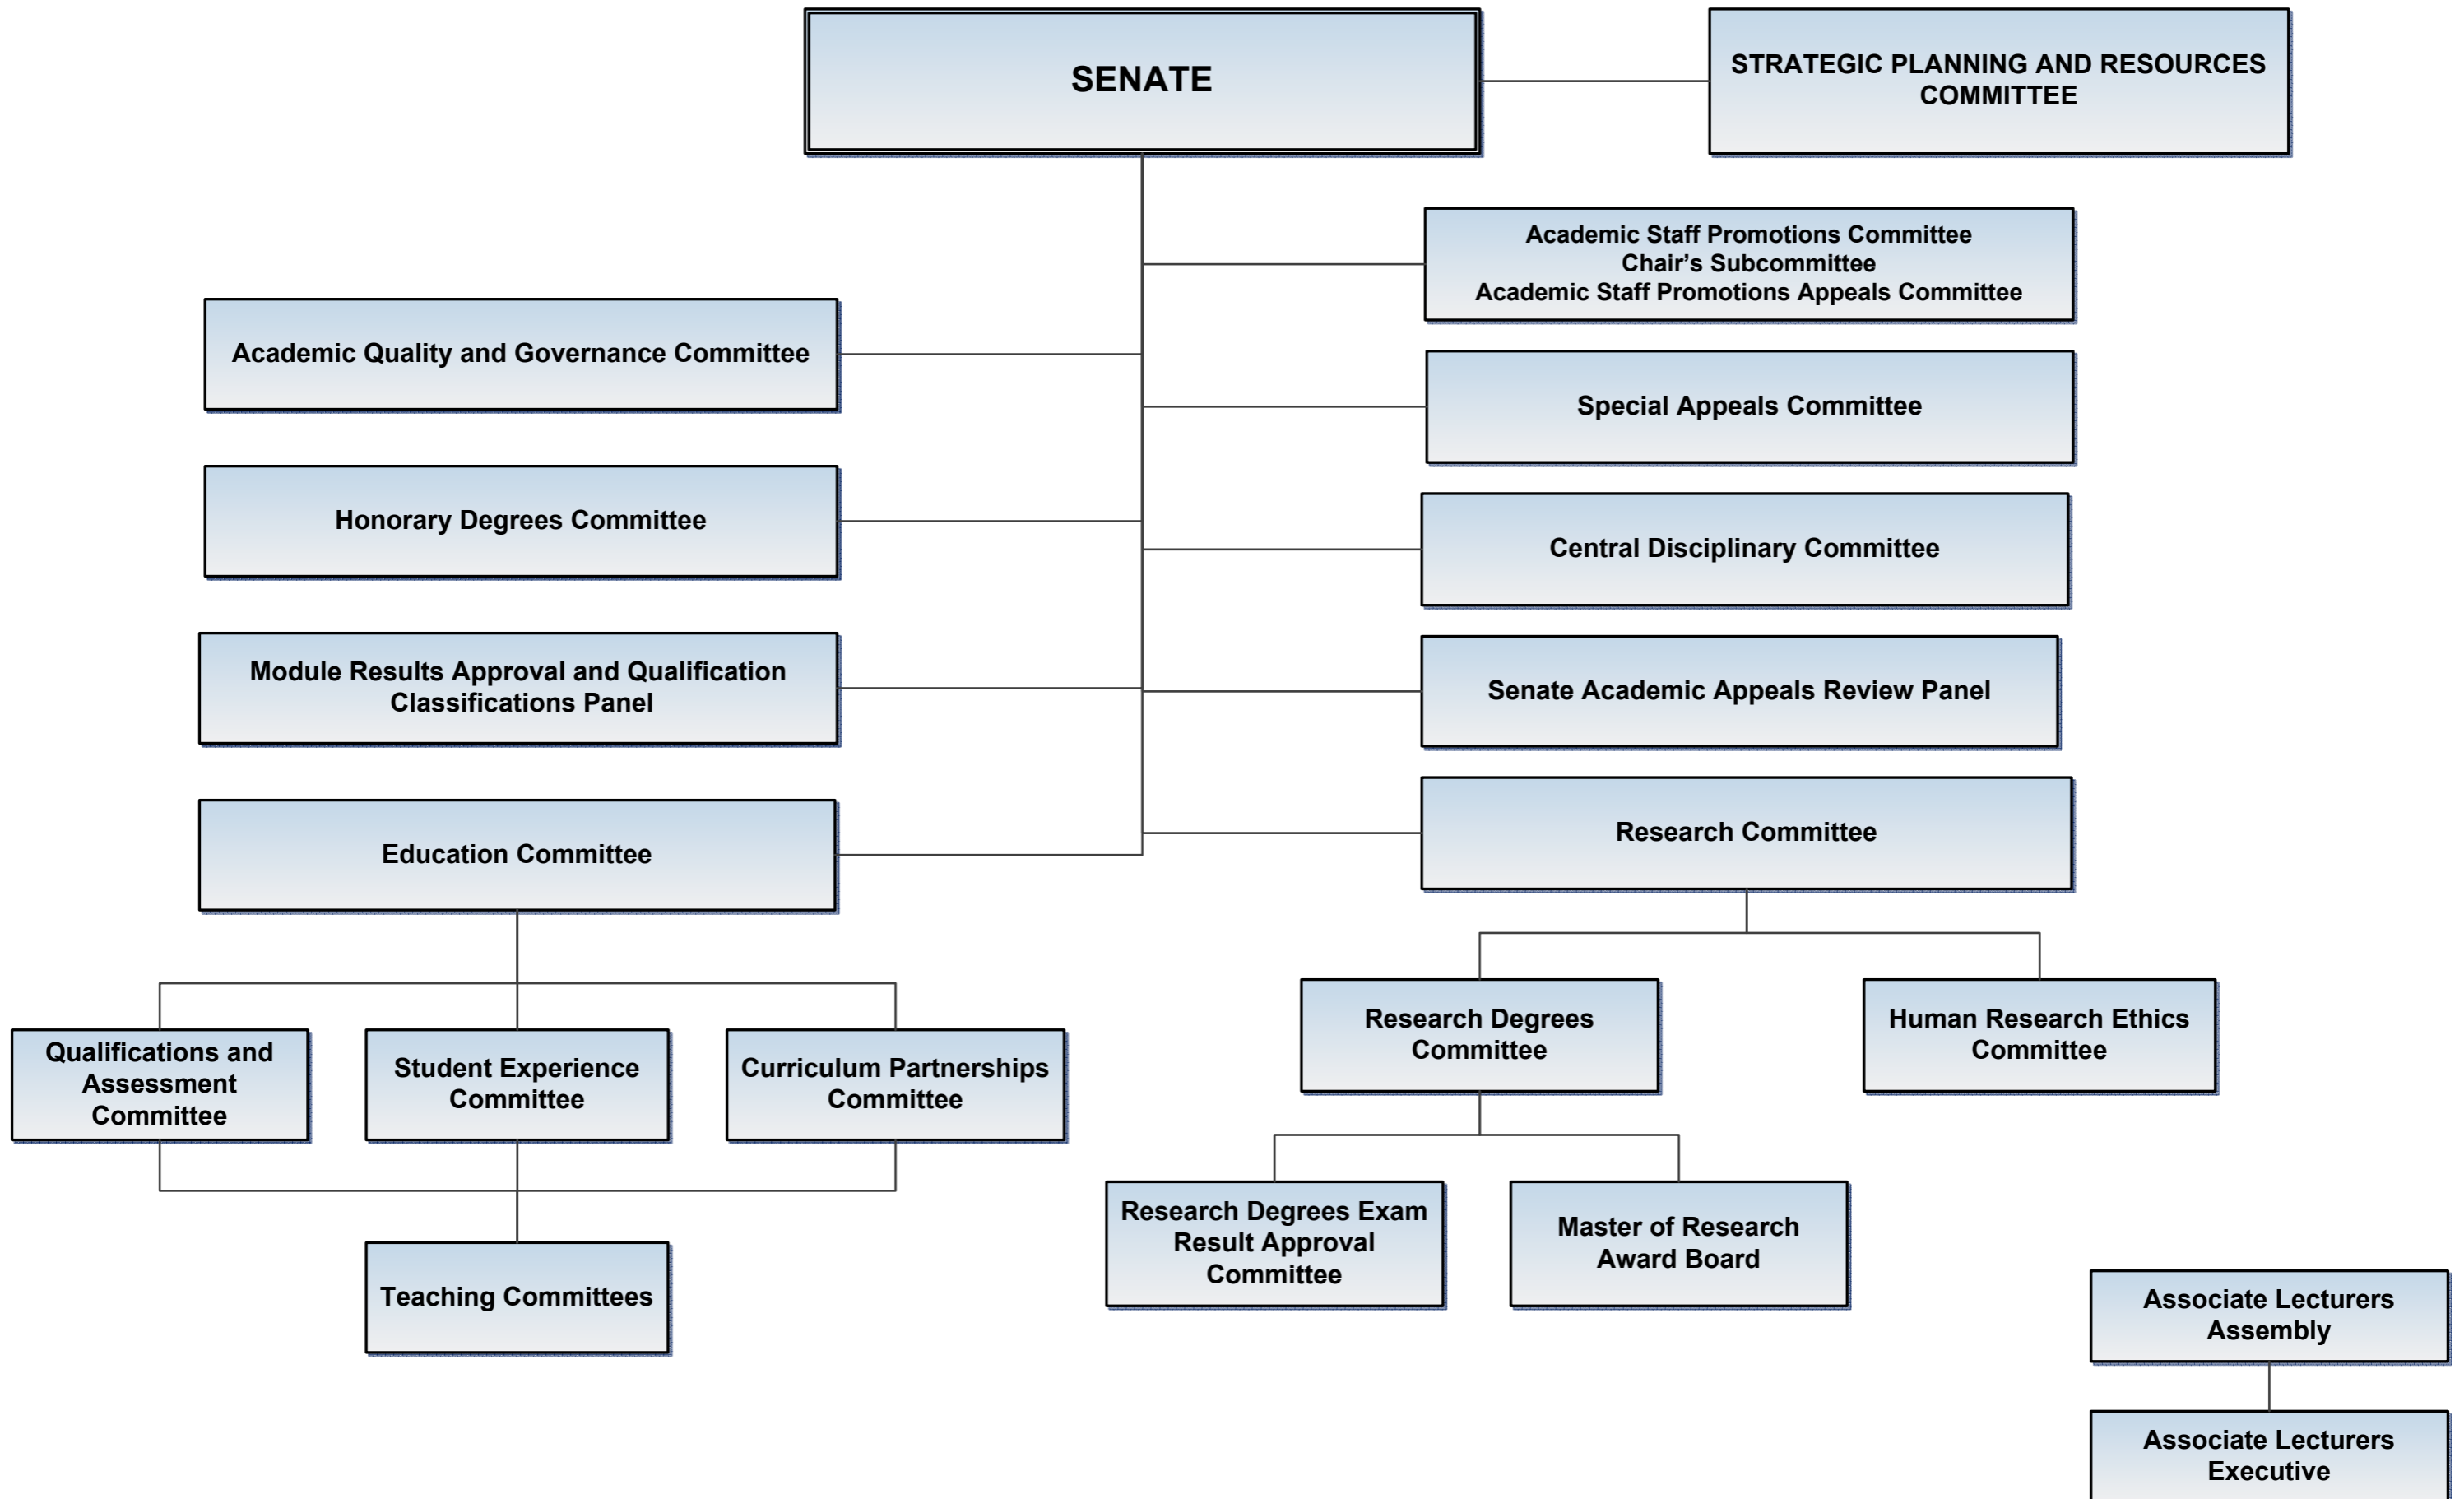 SENATE
STRATEGIC PLANNING AND RESOURCES
COMMITTEE
Academic Staff Promotions Committee
Chair's Subcommittee
Academic Staff Promotions Appeals Committee
Academic Quality and Governance Committee
Special Appeals Committee
Honorary Degrees Committee
Central Disciplinary Committee
Module Results Approval and Qualification
Classifications Panel
Senate Academic Appeals Review Panel
Education Committee
Research Committee
Qualifications and
Assessment
Committee
Student Experience
Committee
Curriculum Partnerships
Committee
Research Degrees
Committee
Human Research Ethics
Committee
Research Degrees Exam
Result Approval
Committee
Master of Research
Award Board
Teaching Committees
Associate Lecturers
Assembly
Associate Lecturers
Executive